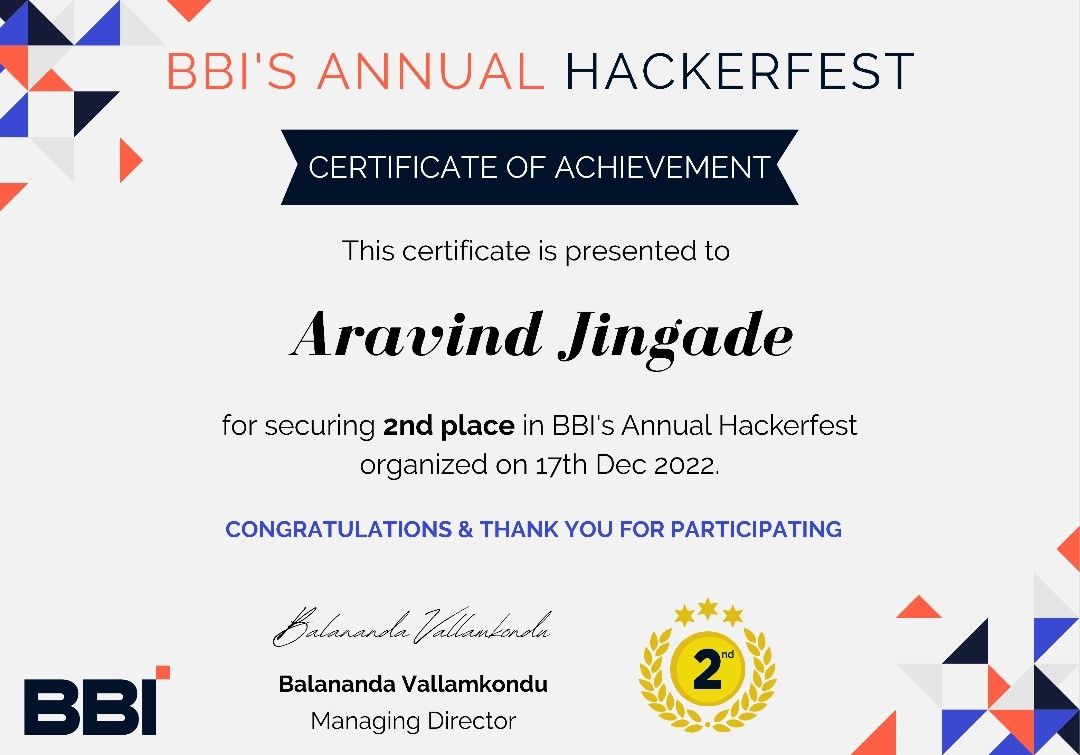 BBI'S ANNUAL HACKERFEST
CERTIFICATE OF ACHIEVEMENT
This certificate is presented to
Aravind Jingade
for securing 2nd place in BBI's Annual Hackerfest
organized on 17th Dec 2022.
CONGRATULATIONS & THANK YOU FOR PARTICIPATING
Balananda Vallamkondu
Balananda Vallamkondu
Managing Director
2nd
BBI